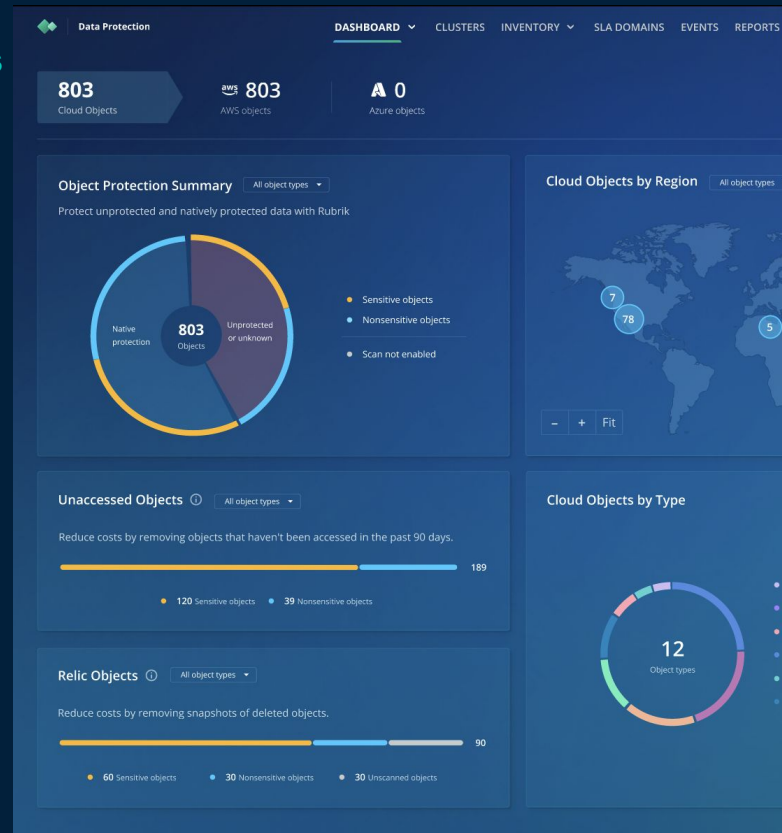 Data Protection
DASHBOARD CLUSTERS INVENTORY SLA DOMAINS EVENTS REPORTS
803
Cloud Objects
aws 803
AWS objects
0
Azure objects
Object Protection Summary All object types
Protect unprotected and natively protected data with Rubrik
Native
protection
803
Objects
Unprotected
or unknown
Sensitive objects
Nonsensitive objects
Scan not enabled
Cloud Objects by Region All object types
7
78
5
– + Fit
Unaccessed Objects All object types
Reduce costs by removing objects that haven't been accessed in the past 90 days.
189
120 Sensitive objects 39 Nonsensitive objects
Cloud Objects by Type
12
Object types
Relic Objects All object types
Reduce costs by removing snapshots of deleted objects.
90
60 Sensitive objects 30 Nonsensitive objects 30 Unscanned objects